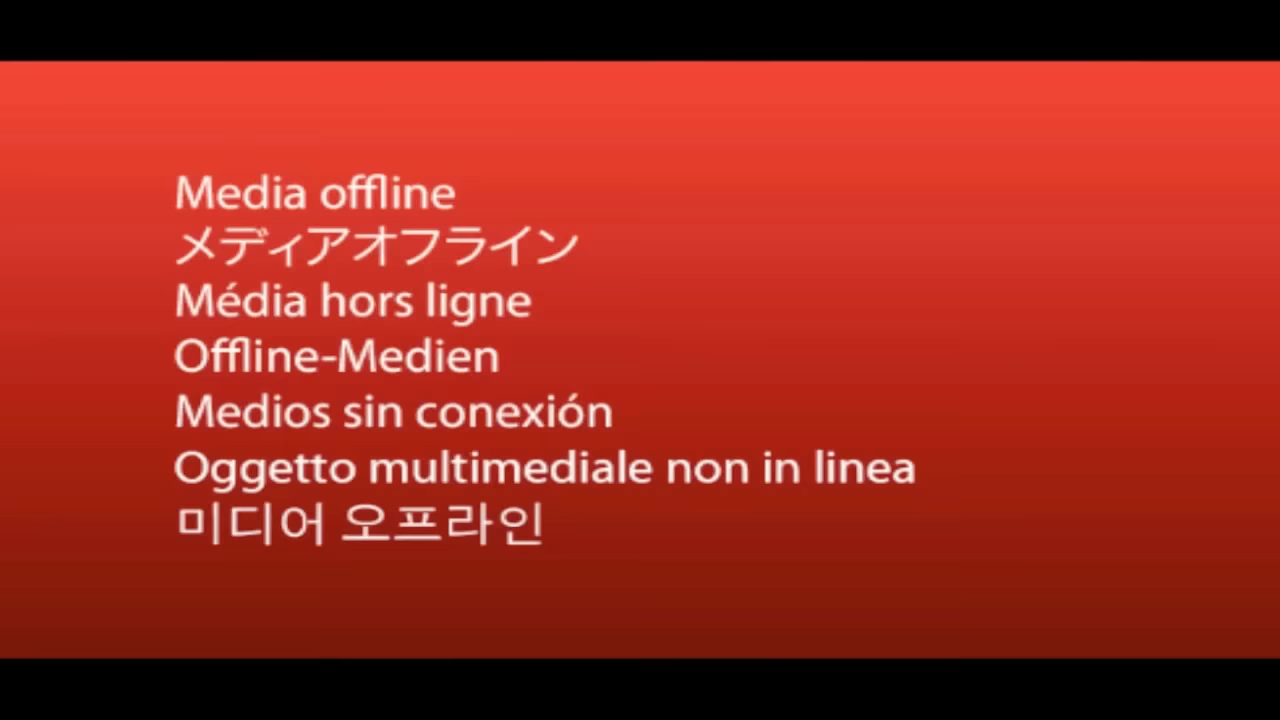 Media offline
メディアオフライン
Média hors ligne
Offline-Medien
Medios sin conexión
Oggetto multimediale non in linea
미디어 오프라인